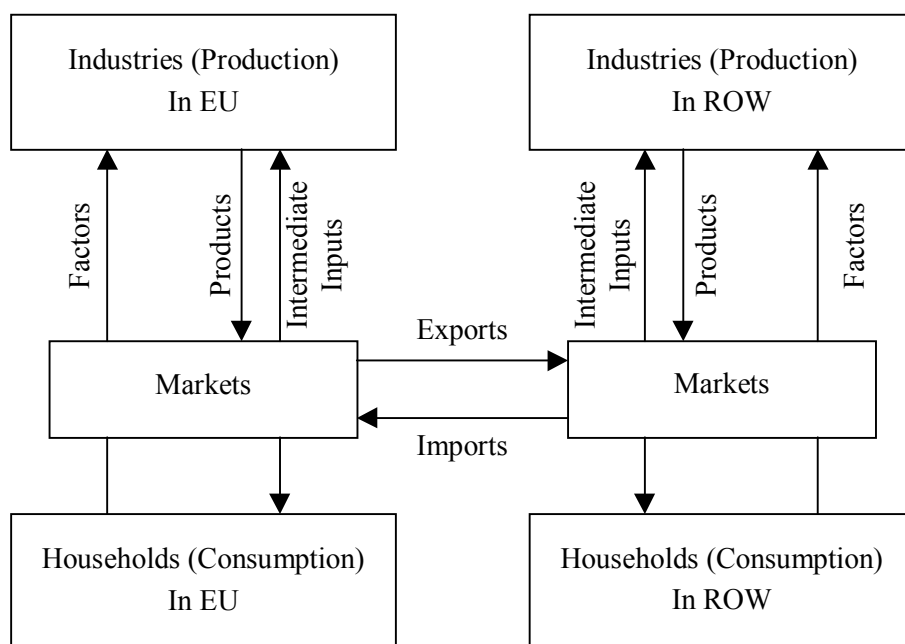 Industries (Production)
In EU
Industries (Production)
In ROW
Factors
Products
Intermediate
Inputs
Intermediate
Inputs
Products
Factors
Exports
Markets
Markets
Imports
Households (Consumption)
In EU
Households (Consumption)
In ROW